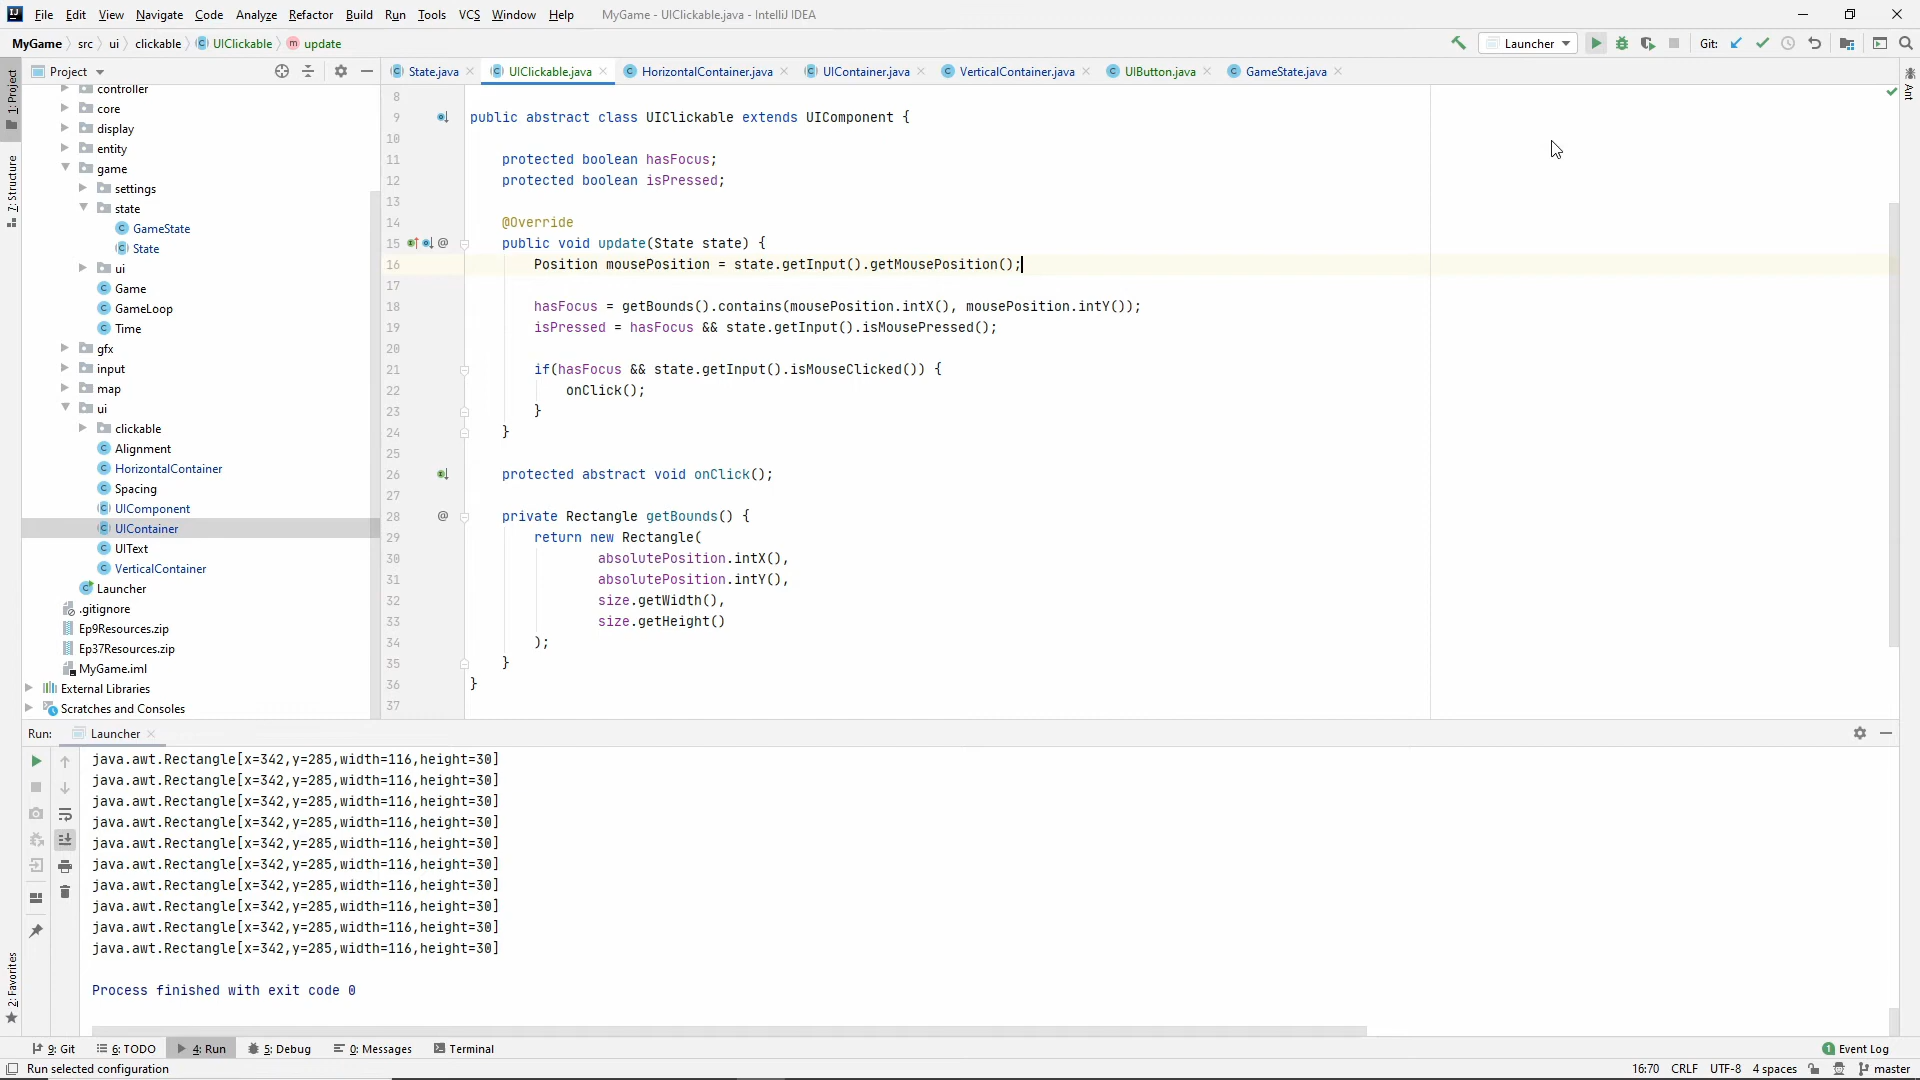 File Edit View Navigate Code Analyze Refactor Build Run Tools VCS Window Help MyGame - UIClickable.java - IntelliJ IDEA
MyGame src ui clickable UIClickable update Launcher Git:
Project State.java UIClickable.java HorizontalContainer.java UIContainer.java VerticalContainer.java UIButton.java GameState.java
1: Project
7: Structure
2: Favorites
Ant
controller
core
display
entity
game
settings
state
GameState
State
ui
Game
GameLoop
Time
gfx
input
map
ui
clickable
Alignment
HorizontalContainer
Spacing
UIComponent
UIContainer
UIText
VerticalContainer
Launcher
.gitignore
Ep9Resources.zip
Ep37Resources.zip
MyGame.iml
External Libraries
Scratches and Consoles
8
9 public abstract class UIClickable extends UIComponent {
10
11 protected boolean hasFocus;
12 protected boolean isPressed;
13
14 @Override
15 public void update(State state) {
16 Position mousePosition = state.getInput().getMousePosition();
17
18 hasFocus = getBounds().contains(mousePosition.intX(), mousePosition.intY());
19 isPressed = hasFocus && state.getInput().isMousePressed();
20
21 if(hasFocus && state.getInput().isMouseClicked()) {
22 onClick();
23 }
24 }
25
26 protected abstract void onClick();
27
28 private Rectangle getBounds() {
29 return new Rectangle(
30 absolutePosition.intX(),
31 absolutePosition.intY(),
32 size.getWidth(),
33 size.getHeight()
34 );
35 }
36 }
37
Run: Launcher
java.awt.Rectangle[x=342,y=285,width=116,height=30]
java.awt.Rectangle[x=342,y=285,width=116,height=30]
java.awt.Rectangle[x=342,y=285,width=116,height=30]
java.awt.Rectangle[x=342,y=285,width=116,height=30]
java.awt.Rectangle[x=342,y=285,width=116,height=30]
java.awt.Rectangle[x=342,y=285,width=116,height=30]
java.awt.Rectangle[x=342,y=285,width=116,height=30]
java.awt.Rectangle[x=342,y=285,width=116,height=30]
java.awt.Rectangle[x=342,y=285,width=116,height=30]
java.awt.Rectangle[x=342,y=285,width=116,height=30]
Process finished with exit code 0
9: Git 6: TODO 4: Run 5: Debug 0: Messages Terminal 1 Event Log
Run selected configuration 16:70 CRLF UTF-8 4 spaces master